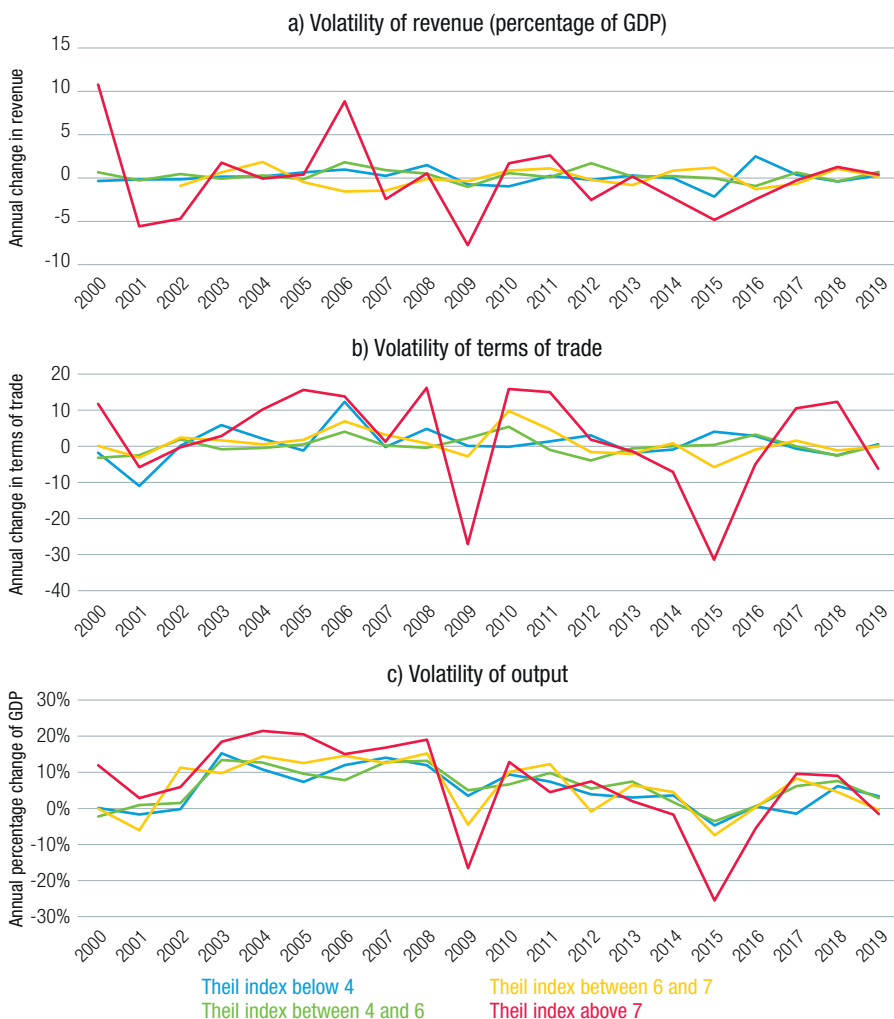 a) Volatility of revenue (percentage of GDP)
Annual change in revenue
15
10
5
0
-5
-10
2000 2001 2002 2003 2004 2005 2006 2007 2008 2009 2010 2011 2012 2013 2014 2015 2016 2017 2018 2019
b) Volatility of terms of trade
Annual change in terms of trade
20
10
0
-10
-20
-30
-40
2000 2001 2002 2003 2004 2005 2006 2007 2008 2009 2010 2011 2012 2013 2014 2015 2016 2017 2018 2019
c) Volatility of output
Annual percentage change of GDP
30%
20%
10%
0%
-10%
-20%
-30%
2000 2001 2002 2003 2004 2005 2006 2007 2008 2009 2010 2011 2012 2013 2014 2015 2016 2017 2018 2019
Theil index below 4 Theil index between 6 and 7
Theil index between 4 and 6 Theil index above 7